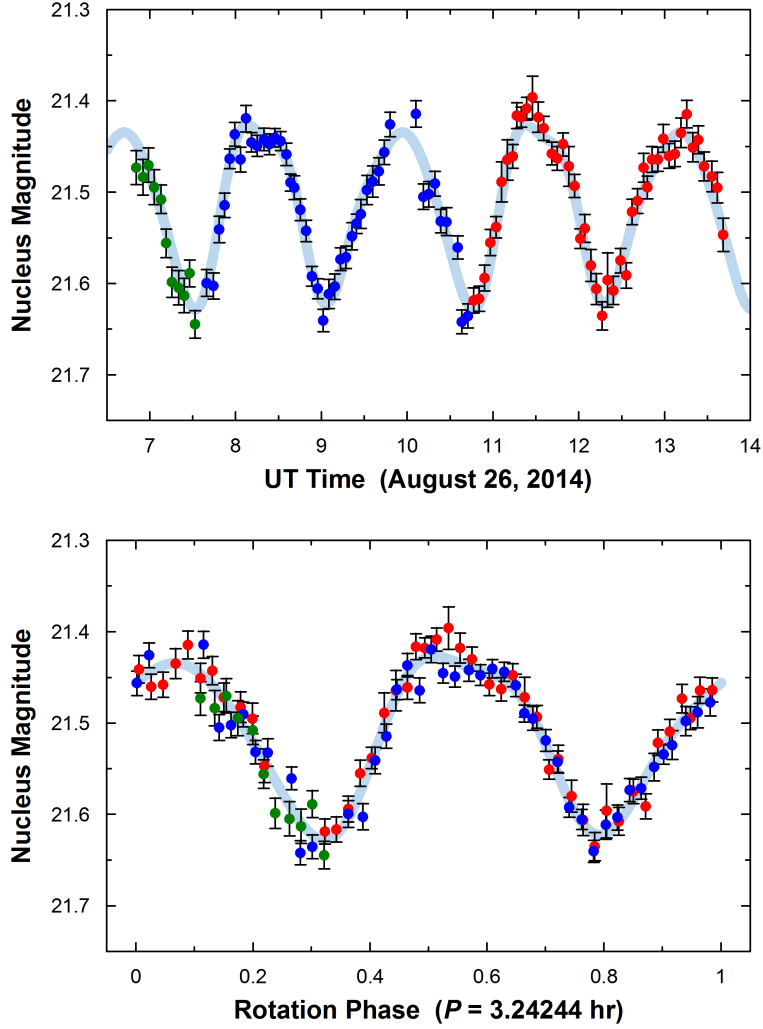 21.3
21.4
21.5
21.6
21.7
Nucleus Magnitude
7 8 9 10 11 12 13 14
UT Time (August 26, 2014)
21.3
21.4
21.5
21.6
21.7
Nucleus Magnitude
0 0.2 0.4 0.6 0.8 1
Rotation Phase (P = 3.24244 hr)